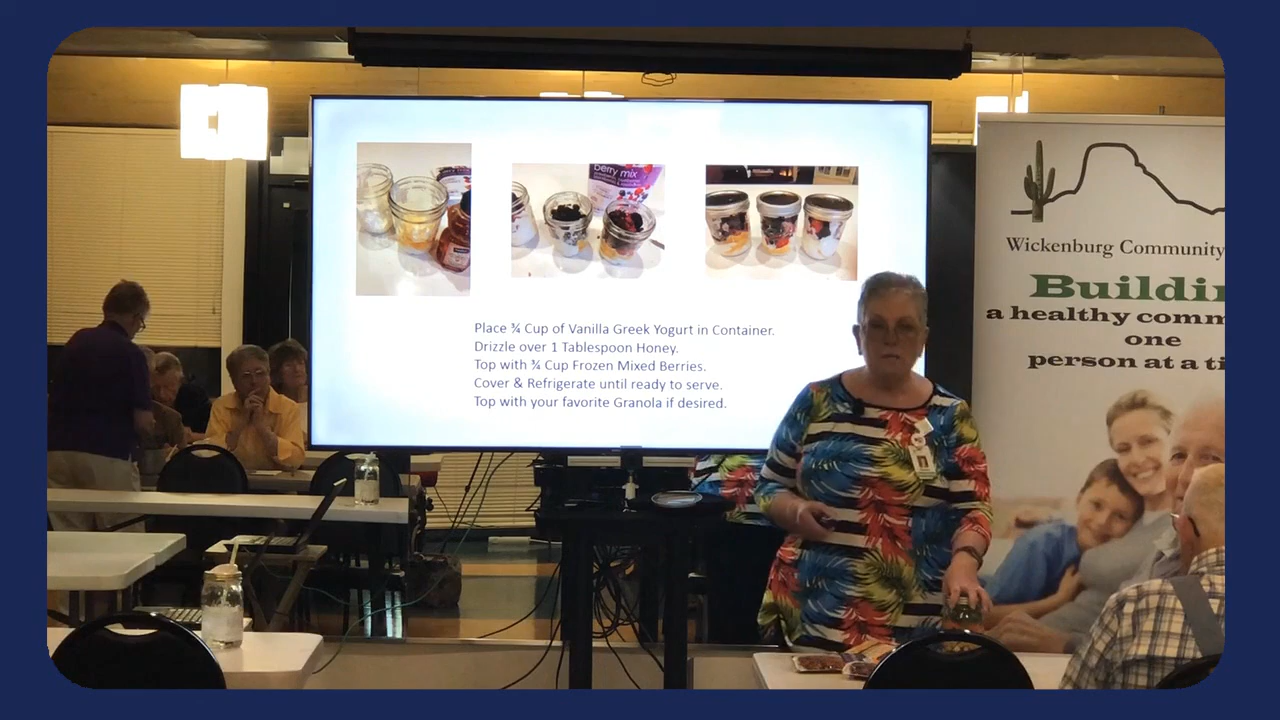 berry mix
Place ¾ Cup of Vanilla Greek Yogurt in Container.
Drizzle over 1 Tablespoon Honey.
Top with ¾ Cup Frozen Mixed Berries.
Cover & Refrigerate until ready to serve.
Top with your favorite Granola if desired.
Wickenburg Community
Buildin
a healthy comm
one
person at a ti